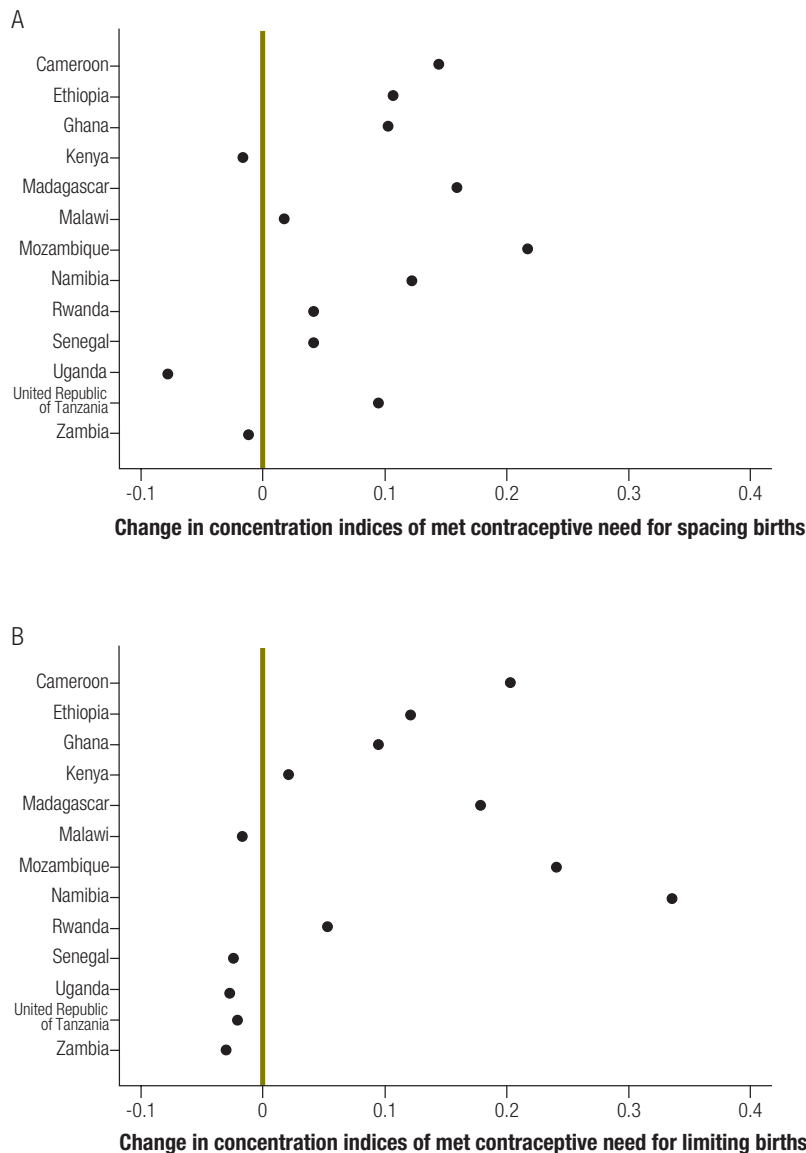 A
Cameroon
Ethiopia
Ghana
Kenya
Madagascar
Malawi
Mozambique
Namibia
Rwanda
Senegal
Uganda
United Republic
of Tanzania
Zambia
-0.1 0 0.1 0.2 0.3 0.4
Change in concentration indices of met contraceptive need for spacing births
B
Cameroon
Ethiopia
Ghana
Kenya
Madagascar
Malawi
Mozambique
Namibia
Rwanda
Senegal
Uganda
United Republic
of Tanzania
Zambia
-0.1 0 0.1 0.2 0.3 0.4
Change in concentration indices of met contraceptive need for limiting births